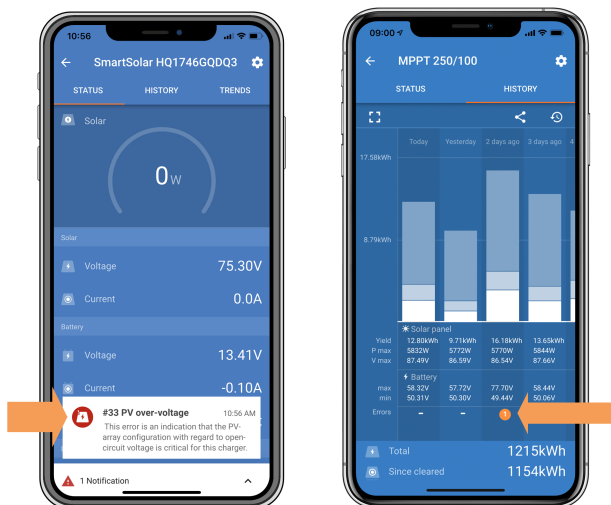 10:56
SmartSolar HQ1746GQDQ3
STATUS HISTORY TRENDS
Solar
0W
Solar
Voltage 75.30V
Current 0.0A
Battery
Voltage 13.41V
Current -0.10A
#33 PV over-voltage 10:56 AM
This error is an indication that the PV-
array configuration with regard to open-
circuit voltage is critical for this charger.
1 Notification
09:00
MPPT 250/100
STATUS HISTORY
Today Yesterday 2 days ago 3 days ago 4
17.58kWh
8.79kWh
Solar panel
Yield 12.80kWh 9.71kWh 16.18kWh 13.65kWh
P max 5832W 5772W 5770W 5844W
V max 87.49V 86.59V 86.54V 87.66V
Battery
max 58.32V 57.72V 77.70V 58.44V
min 50.31V 50.30V 49.44V 50.06V
Errors – – 1
Total 1215kWh
Since cleared 1154kWh